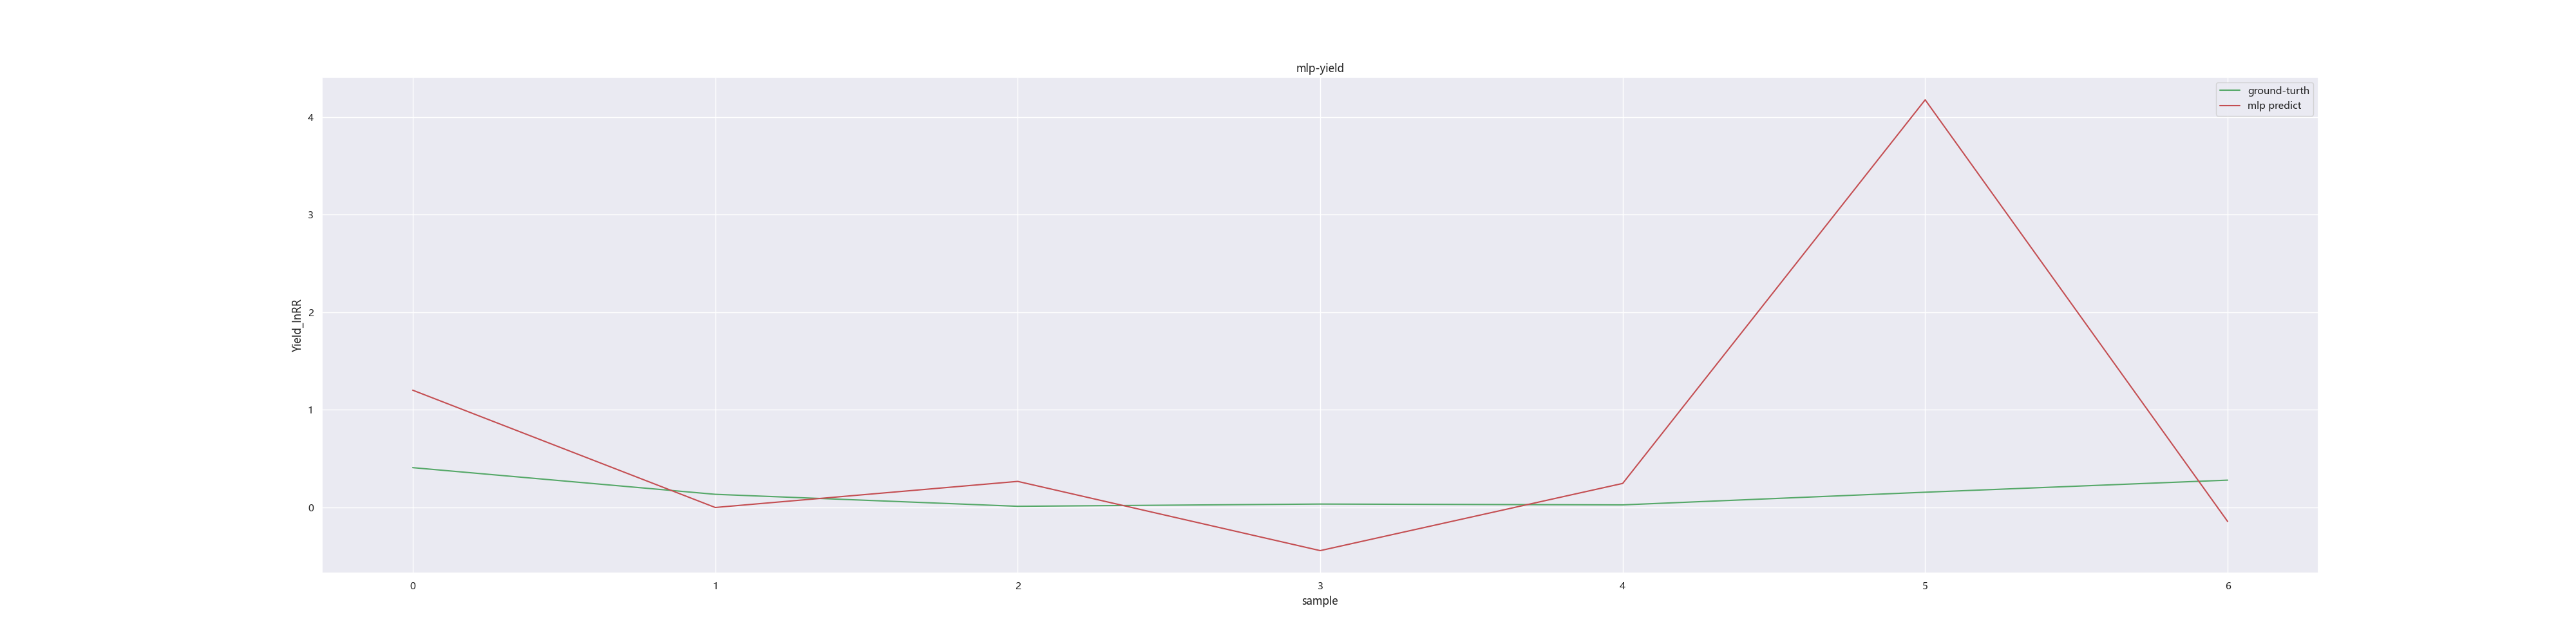 mlp-yield
ground-turth
mlp predict
4
3
2
1
0
Yield_lnRR
0 1 2 3 4 5 6
sample